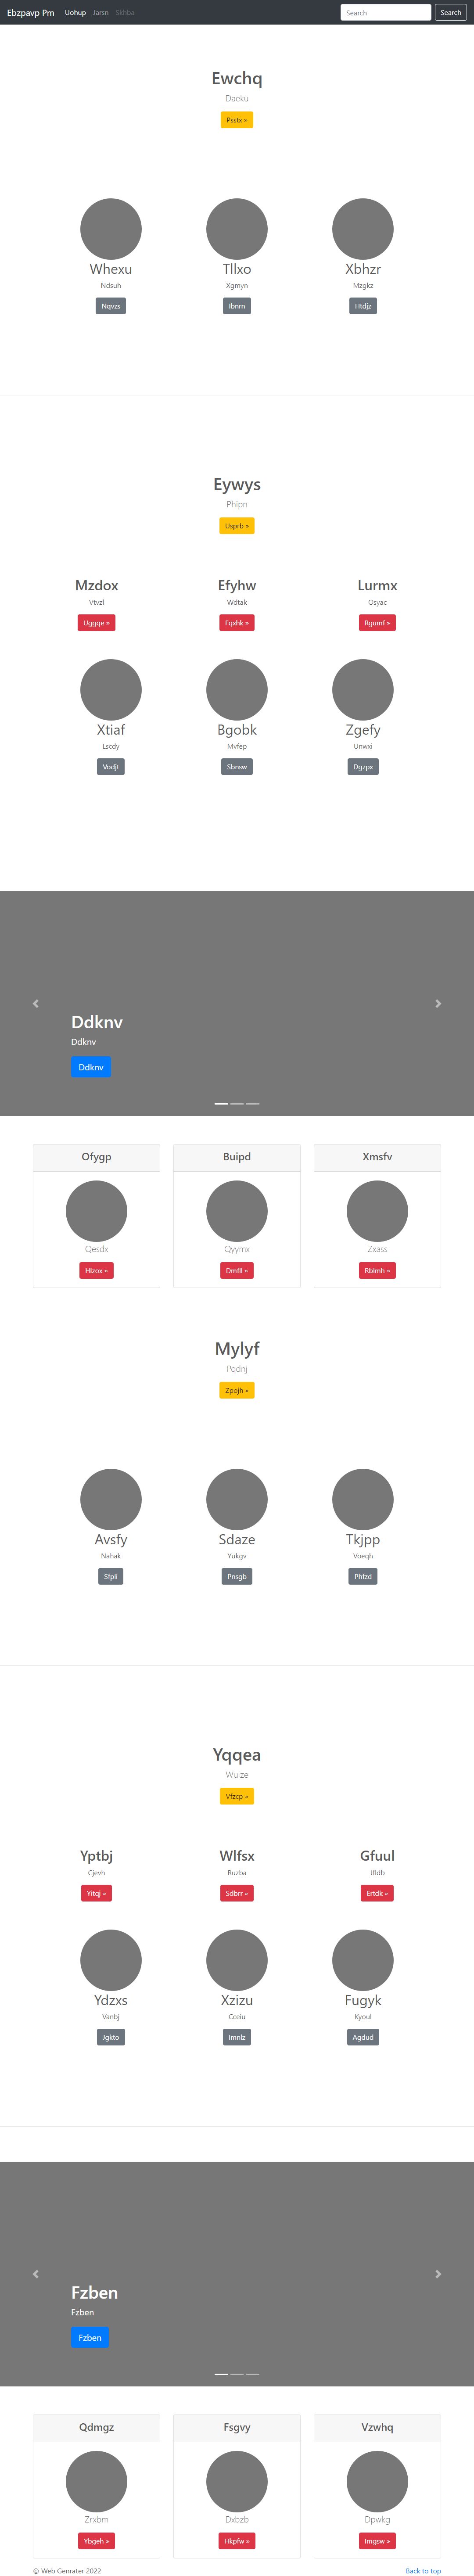 Ebzpavp Pm Uohup Jarsn Skhba Search Search
Ewchq
Daeku
Psstx »
Whexu Tllxo Xbhzr
Ndsuh Xgmyn Mzgkz
Nqvzs Ibnrn Htdjz
Eywys
Phipn
Usprb »
Mzdox Efyhw Lurmx
Vtvzl Wdtak Osyac
Uggqe » Fqxhk » Rgumf »
Xtiaf Bgobk Zgefy
Lscdy Mvfep Unwxi
Vodjt Sbnsw Dgzpx
Ddknv
Ddknv
Ddknv
Ofygp Buipd Xmsfv
Qesdx Qyymx Zxass
Hlzox » Dmfll » Rblmh »
Mylyf
Pqdnj
Zpojh »
Avsfy Sdaze Tkjpp
Nahak Yukgv Voeqh
Sfpli Pnsgb Phfzd
Yqqea
Wuize
Vfzcp »
Yptbj Wlfsx Gfuul
Cjevh Ruzba Jfldb
Yitqj » Sdbrr » Ertdk »
Ydzxs Xzizu Fugyk
Vanbj Cceiu Kyoul
Jgkto Imnlz Agdud
Fzben
Fzben
Fzben
Qdmgz Fsgvy Vzwhq
Zrxbm Dxbzb Dpwkg
Ybgeh » Hkpfw » Imgsw »
© Web Genrater 2022 Back to top